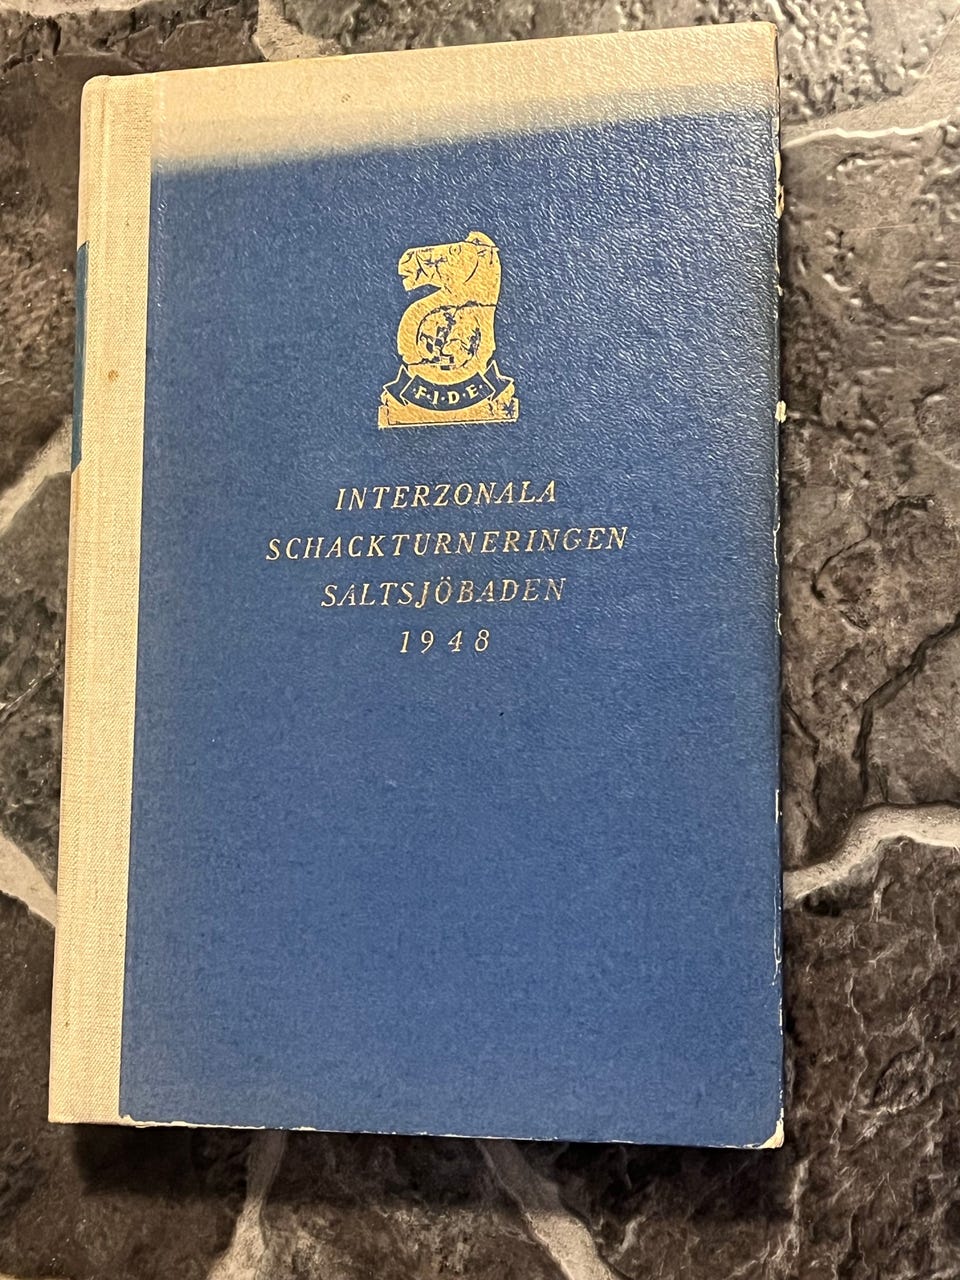 ·F·I·D·E·
INTERZONALA
SCHACKTURNERINGEN
SALTSJÖBADEN
1948